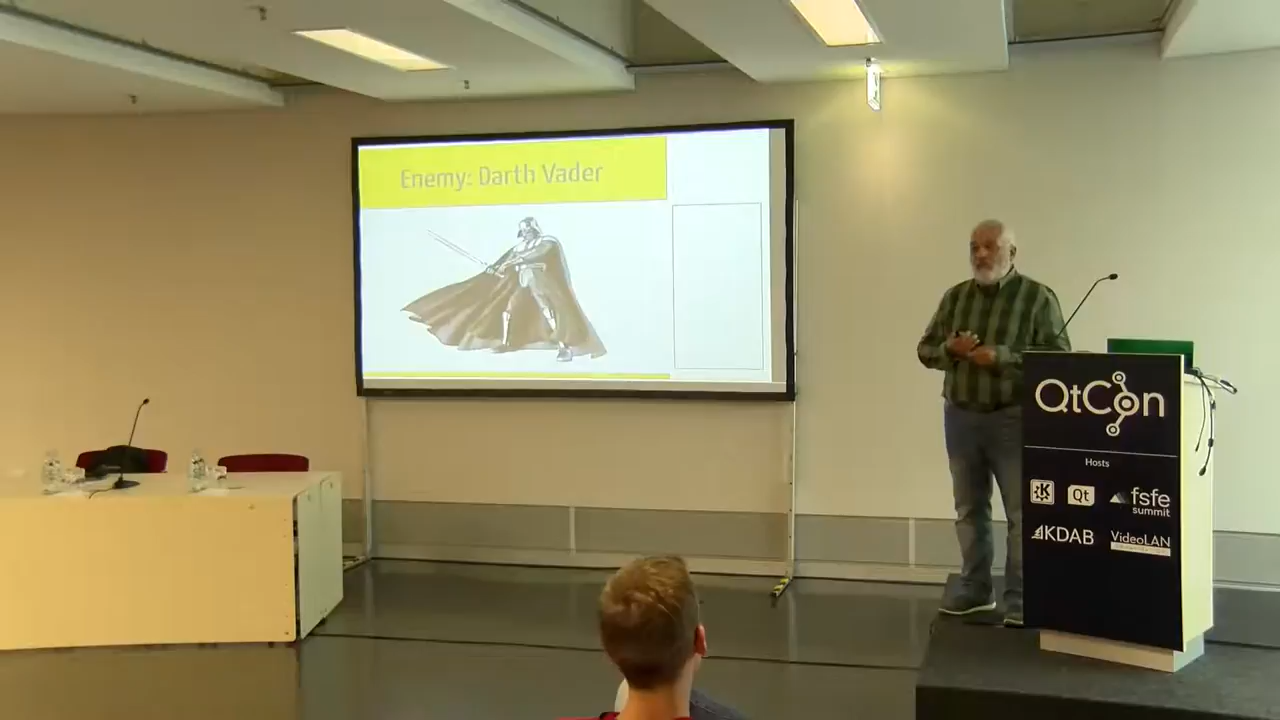 Enemy: Darth Vader
QtCon
Hosts
Qt
fsfe
summit
KDAB
VideoLAN